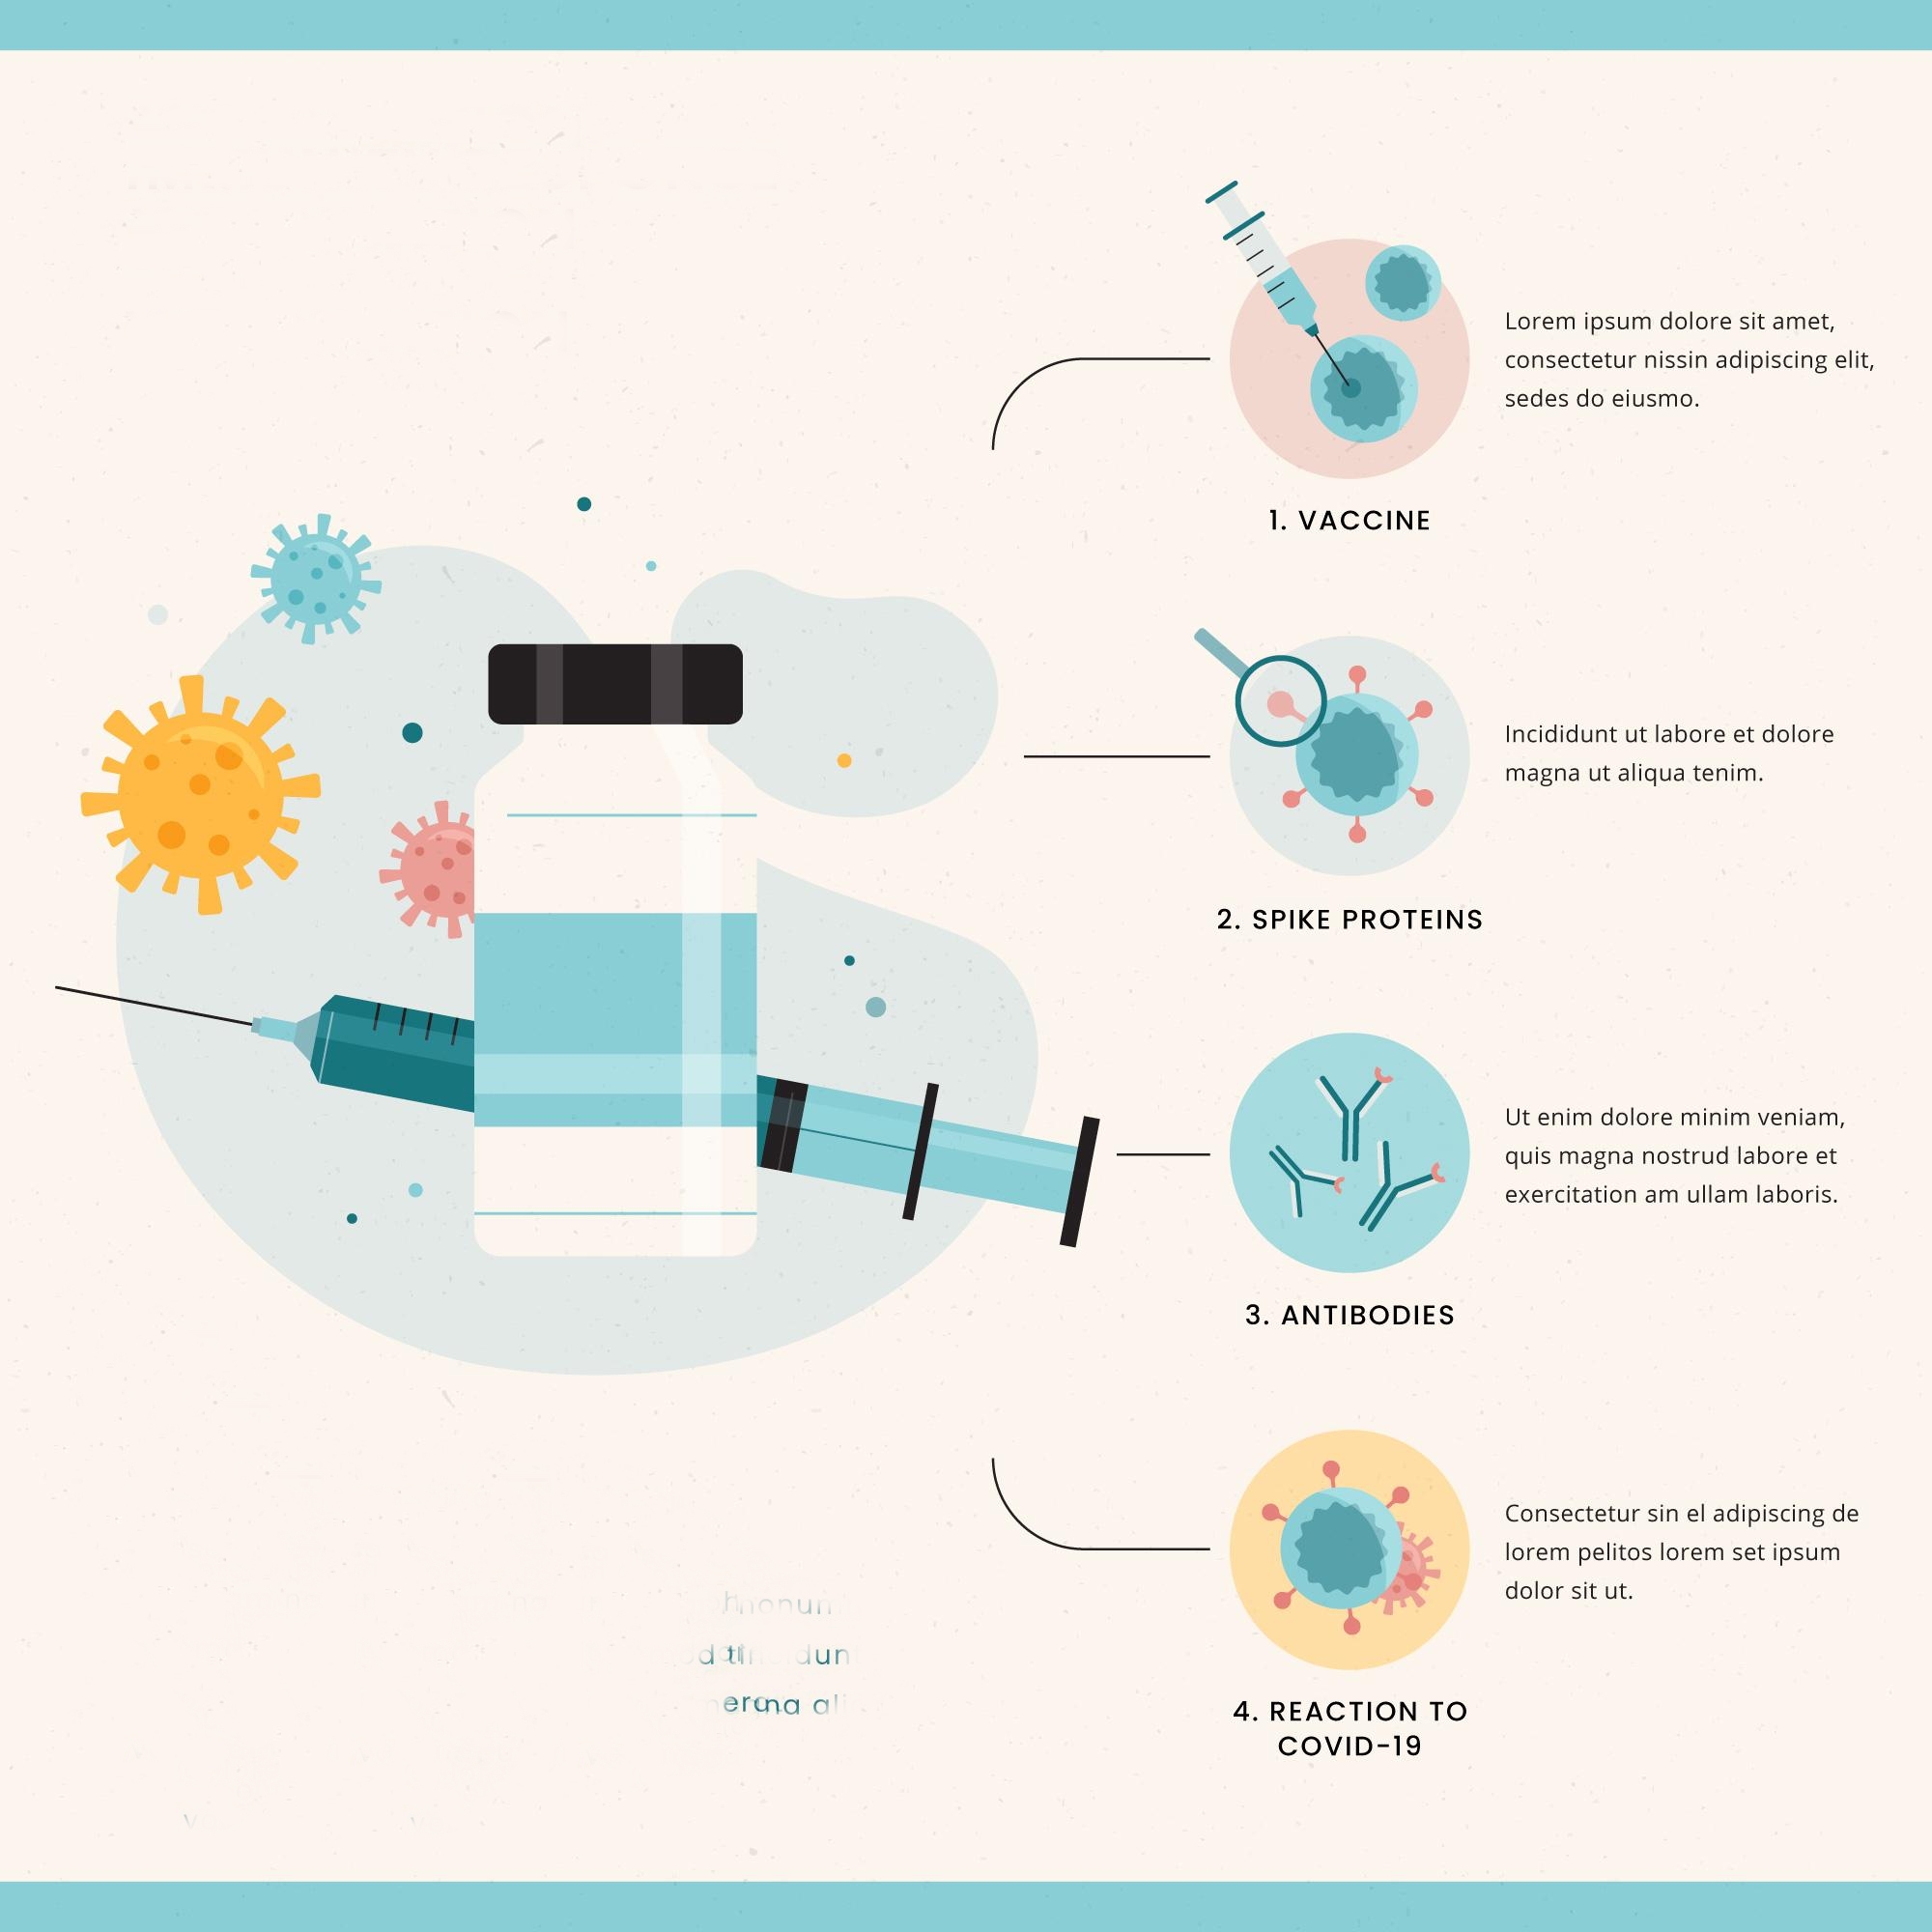 Lorem ipsum dolore sit amet,
consectetur nissin adipiscing elit,
sedes do eiusmo.
1. VACCINE
Incididunt ut labore et dolore
magna ut aliqua tenim.
2. SPIKE PROTEINS
Ut enim dolore minim veniam,
quis magna nostrud labore et
exercitation am ullam laboris.
3. ANTIBODIES
Consectetur sin el adipiscing de
lorem pelitos lorem set ipsum
dolor sit ut.
4. REACTION TO
COVID-19